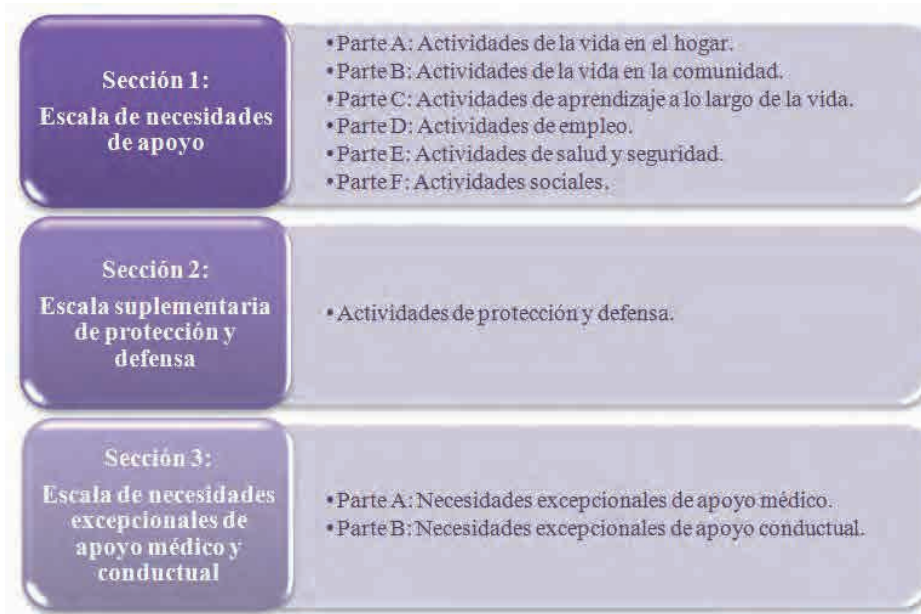 Sección 1:
Escala de necesidades
de apoyo
•Parte A: Actividades de la vida en el hogar.
•Parte B: Actividades de la vida en la comunidad.
•Parte C: Actividades de aprendizaje a lo largo de la vida.
•Parte D: Actividades de empleo.
•Parte E: Actividades de salud y seguridad.
•Parte F: Actividades sociales.
Sección 2:
Escala suplementaria
de protección y
defensa
•Actividades de protección y defensa.
Sección 3:
Escala de necesidades
excepcionales de
apoyo médico y
conductual
•Parte A: Necesidades excepcionales de apoyo médico.
•Parte B: Necesidades excepcionales de apoyo conductual.